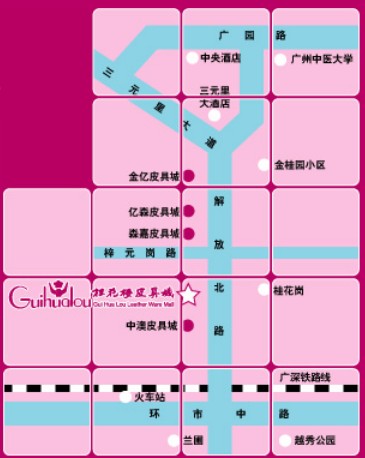 广园路
中央酒店
广州中医大学
三元里大道
三元里
大酒店
金桂园小区
金亿皮具城
解放北路
亿森皮具城
森嘉皮具城
梓元岗路
Guihualou
桂花楼皮具城
Gui Hua Lou Leather Ware Mall
桂花岗
中澳皮具城
广深铁路线
火车站
环市中路
兰圃
越秀公园